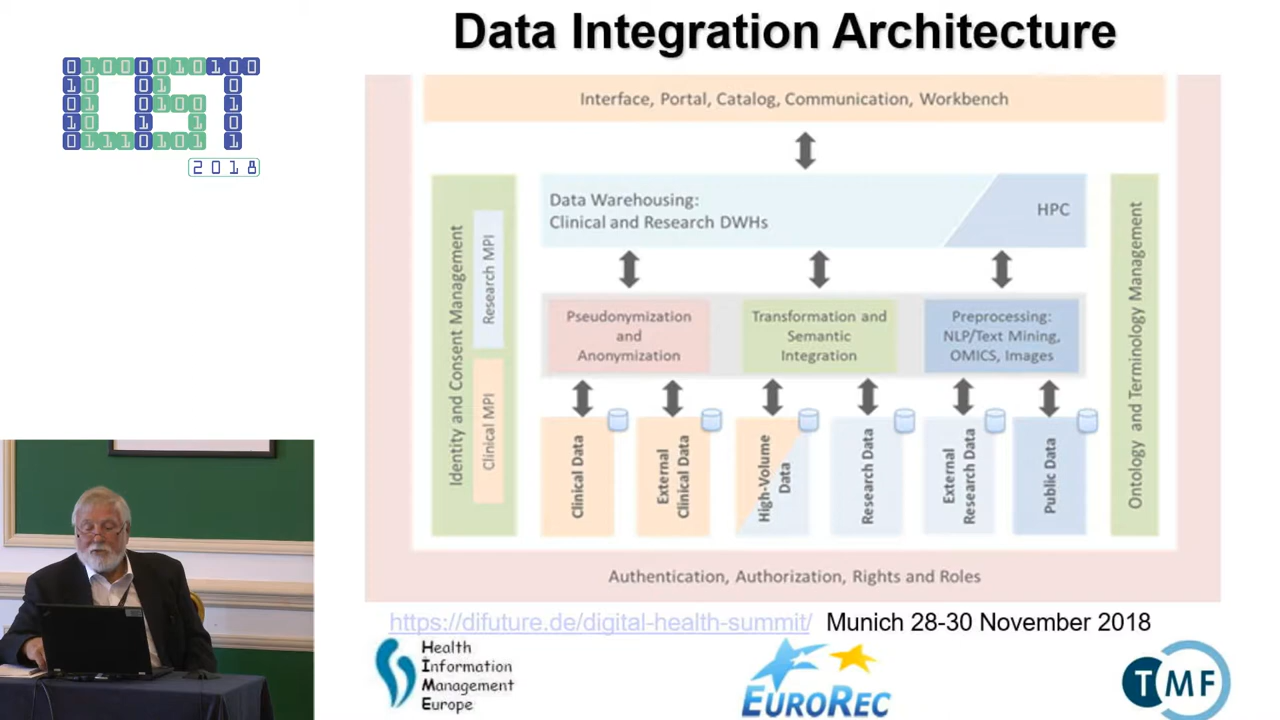 Data Integration Architecture
01000010100
2018
Interface, Portal, Catalog, Communication, Workbench
Identity and Consent Management
Research MPI
Clinical MPI
Data Warehousing:
Clinical and Research DWHs
HPC
Pseudonymization
and
Anonymization
Transformation and
Semantic
Integration
Preprocessing:
NLP/Text Mining,
OMICS, Images
Clinical Data
External
Clinical Data
High-Volume
Data
Research Data
External
Research Data
Public Data
Ontology and Terminology Management
Authentication, Authorization, Rights and Roles
https://difuture.de/digital-health-summit/ Munich 28-30 November 2018
Health
Information
Management
Europe
EUROREC
TMF